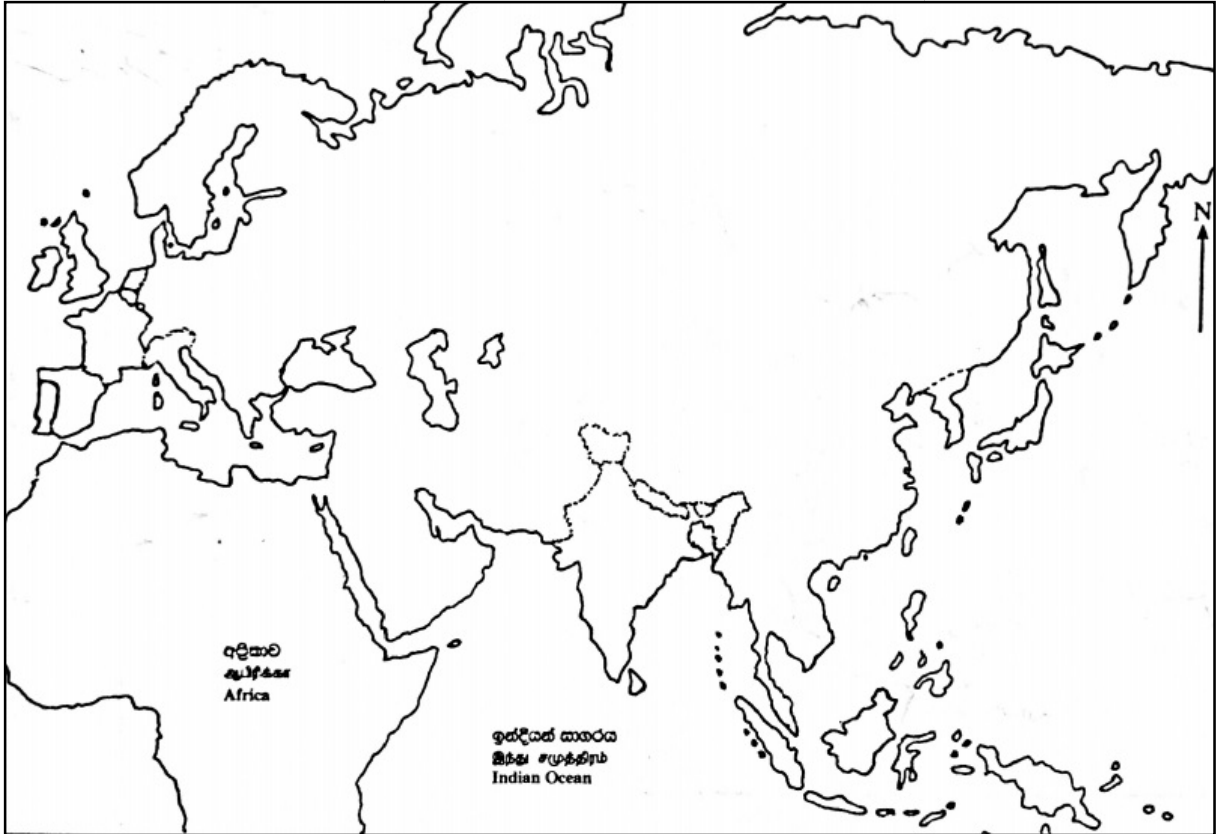 N
අප්‍රිකාව
ஆபிரிக்கா
Africa
ඉන්දියන් සාගරය
இந்து சமுத்திரம்
Indian Ocean